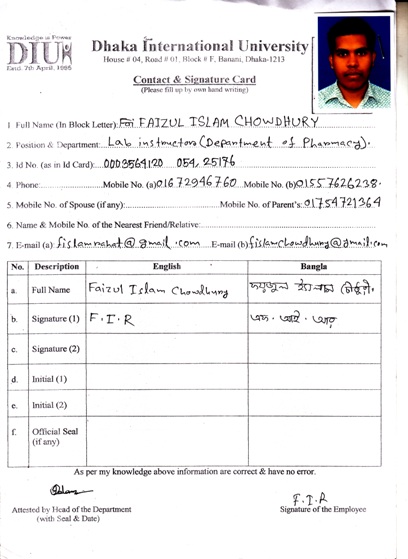 Knowledge is Power
DIU
Estd. 7th April, 1995
Dhaka International University
House # 04, Road # 01, Block # F, Banani, Dhaka-1213
Contact & Signature Card
(Please fill up by own hand writing)
1 Full Name (In Block Letter): FAIZUL ISLAM CHOWDHURY
2. Position & Department: Lab instructors (Department of Pharmacy).
3. Id No. (as in Id Card): 0003564120 054, 25176
4 Phone: Mobile No. (a) 01672946760 Mobile No. (b) 01557626238.
5. Mobile No. of Spouse (if any): Mobile No. of Parent's: 01754721364
6. Name & Mobile No. of the Nearest Friend/Relative:
7. E-mail (a): fislamrahat@gmail.com E-mail (b) fislamchowdhury@gmail.com
No. Description English Bangla
a. Full Name Faizul Islam Chowdhury ফয়জুল ইসলাম চৌধুরী.
b. Signature (1) F. I. R এফ. আই. আর
c. Signature (2)
d. Initial (1)
e. Initial (2)
f. Official Seal
(if any)
As per my knowledge above information are correct & have no error.
F. I. R
Attested by Head of the Department Signature of the Employee
(with Seal & Date)